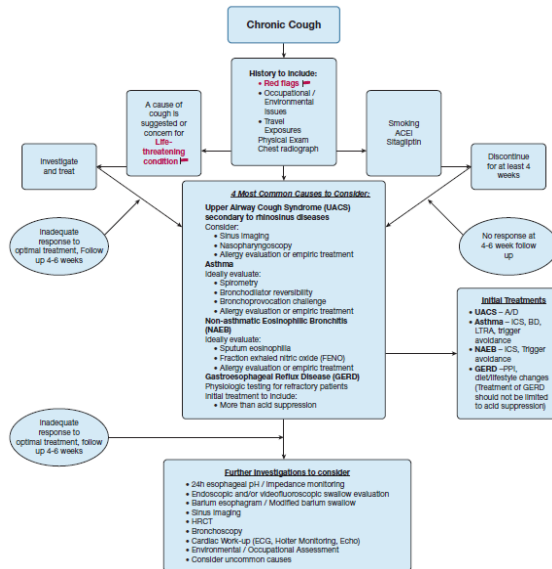 Chronic Cough
History to Include:
• Red flags
• Occupational /
Environmental
Issues
• Travel
Exposures
Physical Exam
Chest radiograph
A cause of
cough is
suggested or
concern for
Life-
threatening
condition
Smoking
ACEI
Sitagliptin
Investigate
and treat
Discontinue
for at least 4
weeks
4 Most Common Causes to Consider:
Upper Airway Cough Syndrome (UACS)
secondary to rhinosinus diseases
Consider:
• Sinus imaging
• Nasopharyngoscopy
• Allergy evaluation or empiric treatment
Asthma
Ideally evaluate:
• Spirometry
• Bronchodilator reversibility
• Bronchoprovocation challenge
• Allergy evaluation or empiric treatment
Non-asthmatic Eosinophilic Bronchitis
(NAEB)
Ideally evaluate:
• Sputum eosinophilia
• Fraction exhaled nitric oxide (FENO)
• Allergy evaluation or empiric treatment
Gastroesophageal Reflux Disease (GERD)
Physiologic testing for refractory patients
Initial treatment to include:
• More than acid suppression
Inadequate
response to
optimal treatment, Follow
up 4-6 weeks
No response at
4-6 week follow
up
Initial Treatments
• UACS – A/D
• Asthma – ICS, BD,
LTRA, trigger
avoidance
• NAEB – ICS, Trigger
avoidance
• GERD –PPI,
diet/lifestyle changes
(Treatment of GERD
should not be limited
to acid suppression)
Inadequate
response to
optimal treatment, follow
up 4-6 weeks
Further Investigations to consider
• 24h esophageal pH / Impedance monitoring
• Endoscopic and/or videofluoroscopic swallow evaluation
• Barium esophagram / Modified barium swallow
• Sinus Imaging
• HRCT
• Bronchoscopy
• Cardiac Work-up (ECG, Holter Monitoring, Echo)
• Environmental / Occupational Assessment
• Consider uncommon causes